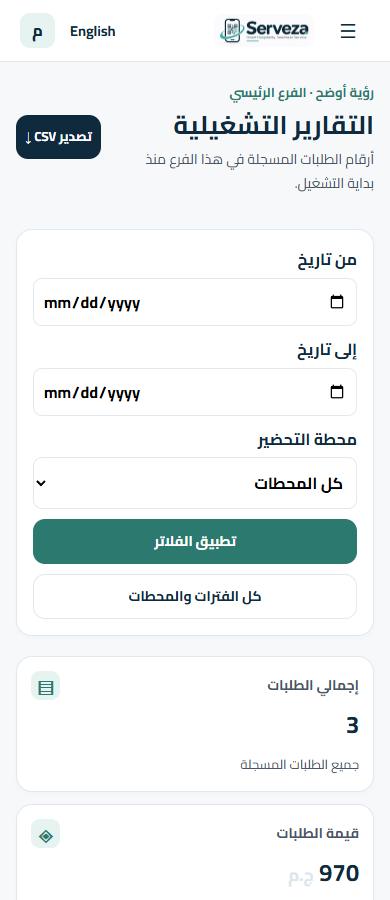 Serveza
English
م
رؤية أوضح · الفرع الرئيسي
التقارير التشغيلية
أرقام الطلبات المسجلة في هذا الفرع منذ
بداية التشغيل.
تصدير CSV ↓
من تاريخ
mm/dd/yyyy
إلى تاريخ
mm/dd/yyyy
محطة التحضير
كل المحطات
تطبيق الفلاتر
كل الفترات والمحطات
إجمالي الطلبات
3
جميع الطلبات المسجلة
قيمة الطلبات
970 ج.م